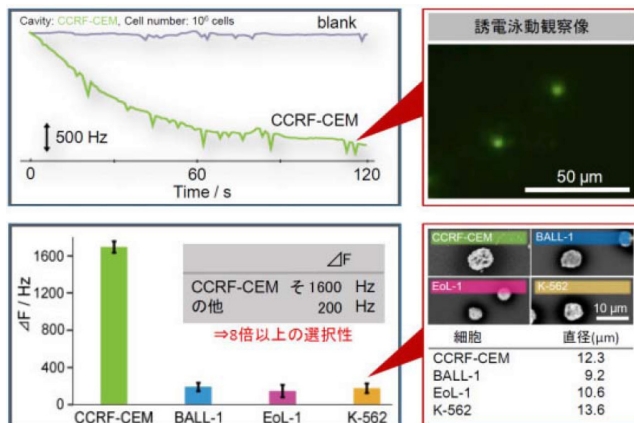 Cavity: CCRF-CEM, Cell number: 10⁶ cells
blank
CCRF-CEM
500 Hz
0 60 120
Time / s
誘電泳動観察像
50 μm
ΔF / Hz
1600
1200
800
400
0
CCRF-CEM BALL-1 EoL-1 K-562
⊿F
CCRF-CEM そ 1600 Hz
の他 200 Hz
⇒8倍以上の選択性
CCRF-CEM BALL-1
EoL-1 K-562
10 μm
細胞 直径(μm)
CCRF-CEM 12.3
BALL-1 9.2
EoL-1 10.6
K-562 13.6